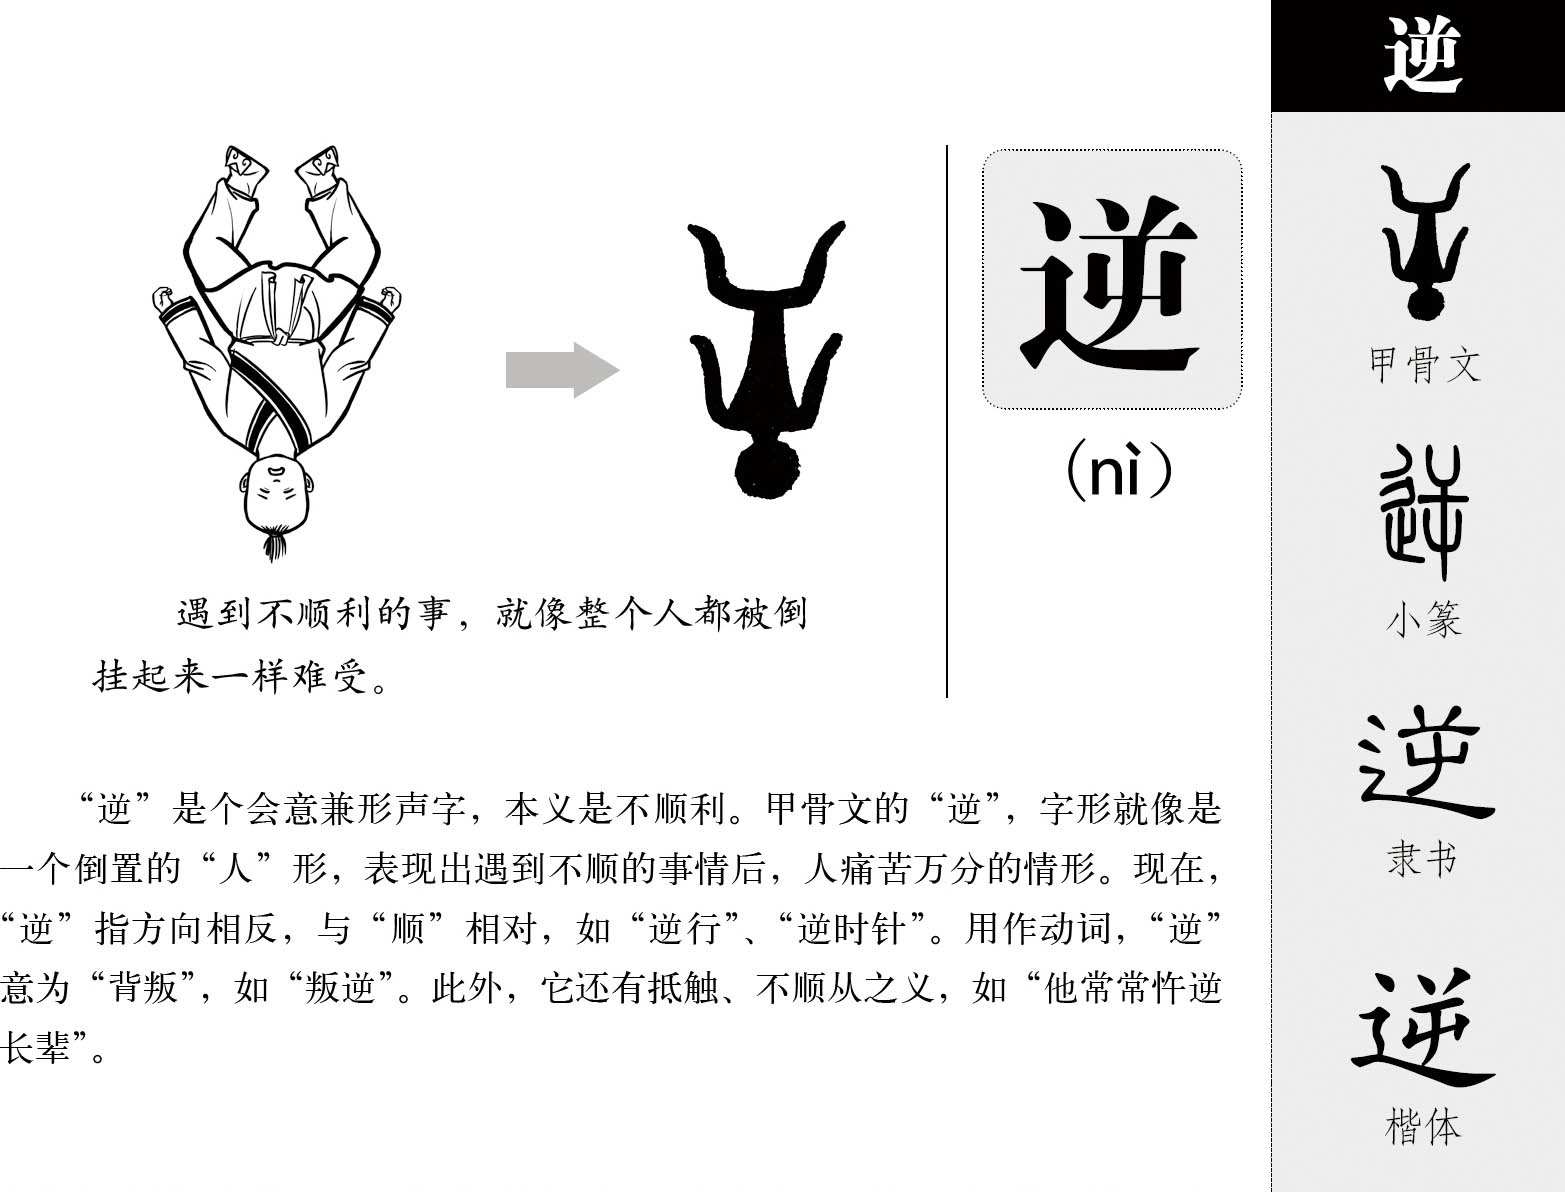 逆
逆
（nì）
遇到不顺利的事，就像整个人都被倒
挂起来一样难受。
“逆”是个会意兼形声字，本义是不顺利。甲骨文的“逆”，字形就像是
一个倒置的“人”形，表现出遇到不顺的事情后，人痛苦万分的情形。现在，
“逆”指方向相反，与“顺”相对，如“逆行”、“逆时针”。用作动词，“逆”
意为“背叛”，如“叛逆”。此外，它还有抵触、不顺从之义，如“他常常忤逆
长辈”。
甲骨文
逆
小篆
逆
隶书
逆
楷体